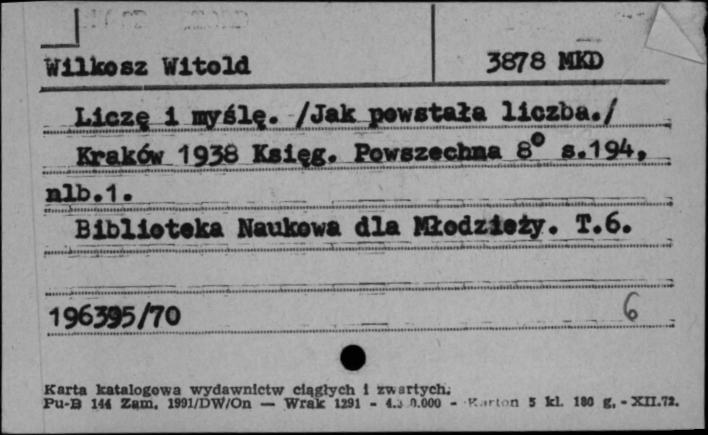 Wilkosz Witold
3878 MKD
Liczę i myślę. /Jak powstała liczba./
Kraków 1938 Księg. Powszechna 8° s.194,
nlb.1.
Biblioteka Naukowa dla Młodzieży. T.6.
196395/70
6
Karta katalogowa wydawnictw ciągłych i zwartych.
Pu-B 144 Zam. 1991/DW/On — Wrak 1291 - - Karton 5 kl. 180 g. - XII.72.